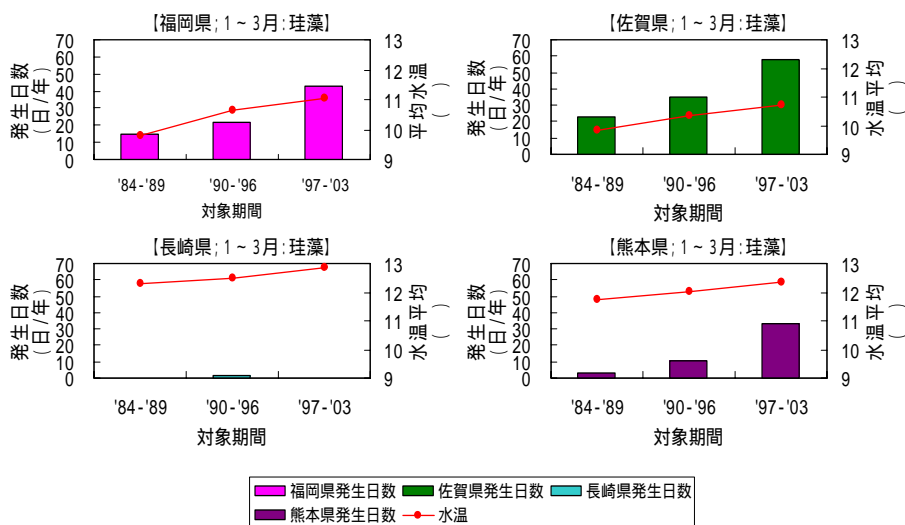 【福岡県;1~3月:珪藻】
70
60
50
40
30
20
10
0
発生日数
(日/年)
13
12
11
10
9
平均水温
( )
'84-'89 '90-'96 '97-'03
対象期間
【佐賀県;1~3月:珪藻】
70
60
50
40
30
20
10
0
発生日数
(日/年)
13
12
11
10
9
水温平均
( )
'84-'89 '90-'96 '97-'03
対象期間
【長崎県;1~3月:珪藻】
70
60
50
40
30
20
10
0
発生日数
(日/年)
13
12
11
10
9
水温平均
( )
'84-'89 '90-'96 '97-'03
対象期間
【熊本県;1~3月:珪藻】
70
60
50
40
30
20
10
0
発生日数
(日/年)
13
12
11
10
9
水温平均
( )
'84-'89 '90-'96 '97-'03
対象期間
福岡県発生日数 佐賀県発生日数 長崎県発生日数
熊本県発生日数 水温